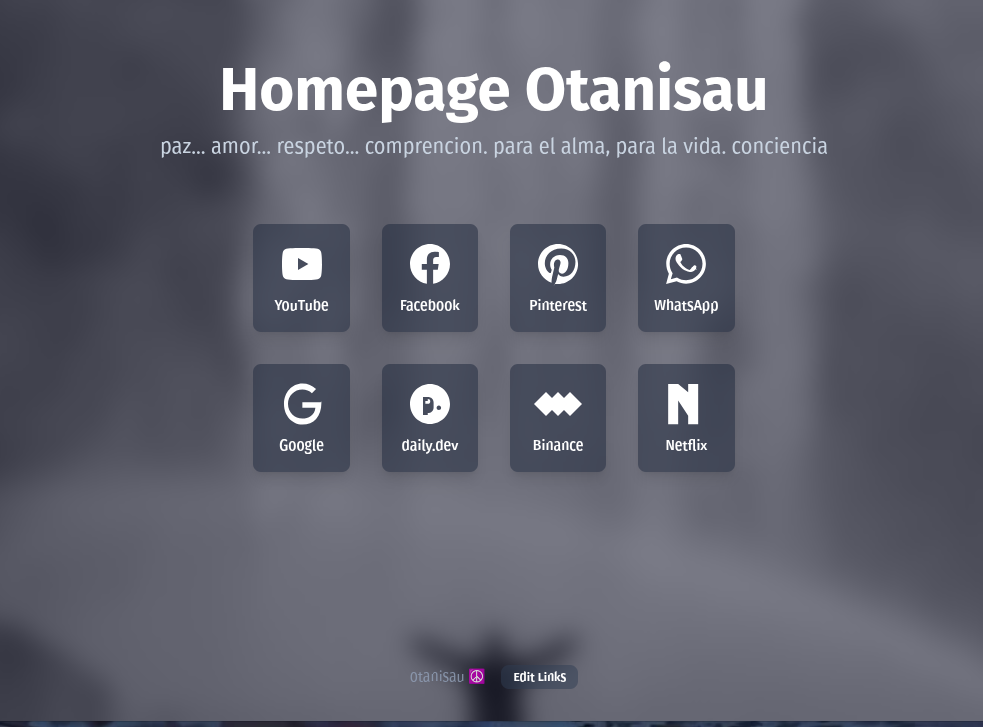 Homepage Otanisau
paz... amor... respeto... comprencion. para el alma, para la vida. conciencia
YouTube Facebook Pinterest WhatsApp
Google daily.dev Binance Netflix
otanisau ☮ Edit Links